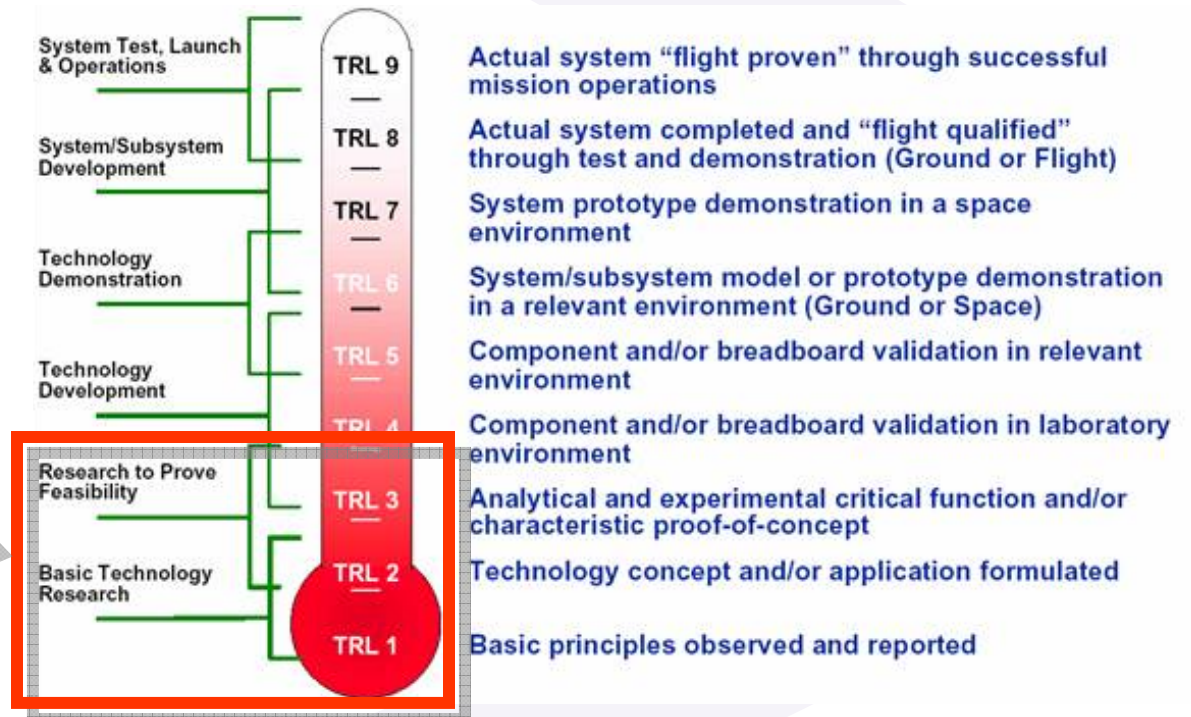 System Test, Launch
& Operations
System/Subsystem
Development
Technology
Demonstration
Technology
Development
Research to Prove
Feasibility
Basic Technology
Research
TRL 9
TRL 8
TRL 7
TRL 6
TRL 5
TRL 4
TRL 3
TRL 2
TRL 1
Actual system “flight proven” through successful
mission operations
Actual system completed and “flight qualified”
through test and demonstration (Ground or Flight)
System prototype demonstration in a space
environment
System/subsystem model or prototype demonstration
in a relevant environment (Ground or Space)
Component and/or breadboard validation in relevant
environment
Component and/or breadboard validation in laboratory
environment
Analytical and experimental critical function and/or
characteristic proof-of-concept
Technology concept and/or application formulated
Basic principles observed and reported